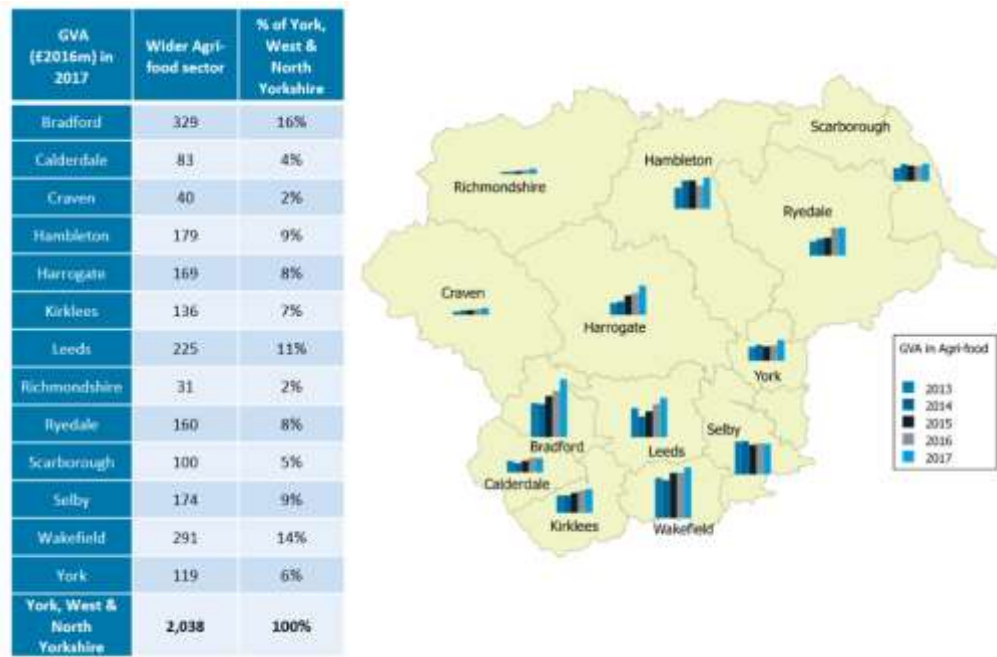 GVA
(£2016m) in
2017
Wider Agri-
food sector
% of York,
West &
North
Yorkshire
Bradford 329 16%
Calderdale 83 4%
Craven 40 2%
Hambleton 179 9%
Harrogate 169 8%
Kirklees 136 7%
Leeds 225 11%
Richmondshire 31 2%
Ryedale 160 8%
Scarborough 100 5%
Selby 174 9%
Wakefield 291 14%
York 119 6%
York, West &
North
Yorkshire
2,038 100%
Scarborough
Hambleton
Richmondshire
Ryedale
Craven
Harrogate
York
Selby
Bradford
Leeds
Calderdale
Kirklees
Wakefield
GVA in Agri-food
2013
2014
2015
2016
2017